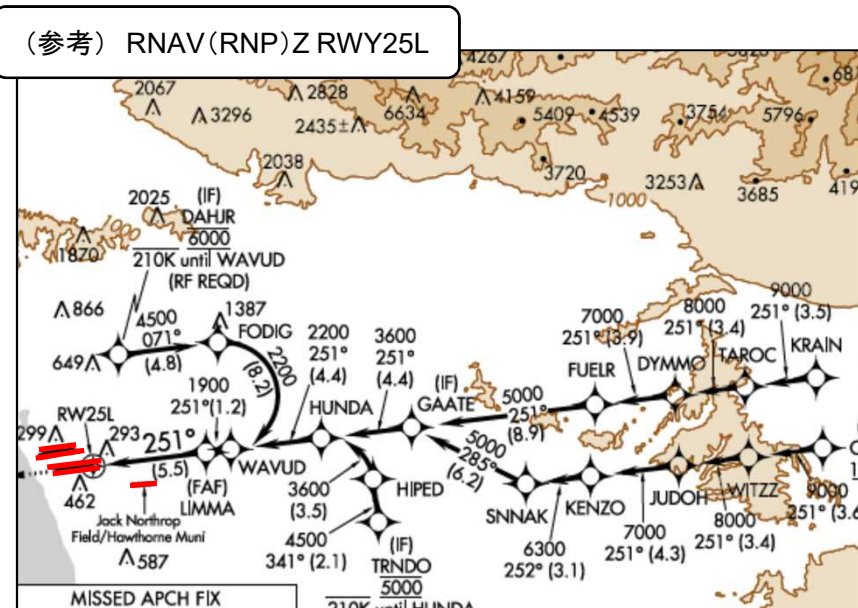 （参考） RNAV(RNP)Z RWY25L
4267
2067
2828
4159
3296
6634
2435±
5409
4539
3754
5796
681
2038
3720
3253
3685
419
1000
2025
(IF)
DAHJR
6000
1870
210K until WAVUD
(RF REQD)
866
1387
4500
071°
(4.8)
FODIG
649
2200
(8.2)
2200
251°
(4.4)
3600
251°
(4.4)
7000
251° (3.9)
8000
251° (3.4)
9000
251° (3.5)
KRAIN
TAROC
DYMMO
FUELR
(IF)
GAATE
5000
251°
(8.9)
1900
251°(1.2)
HUNDA
RW25L
299
293
251°
(5.5)
WAVUD
(FAF)
LIMMA
462
Jack Northrop
Field/Hawthorne Muni
587
3600
(3.5)
HIPED
4500
341° (2.1)
(IF)
TRNDO
5000
210K until HUNDA
5000
285°
(6.2)
SNNAK
KENZO
JUDOH
WITZZ
6300
252° (3.1)
7000
251° (4.3)
8000
251° (3.4)
9000
251° (3.6
MISSED APCH FIX